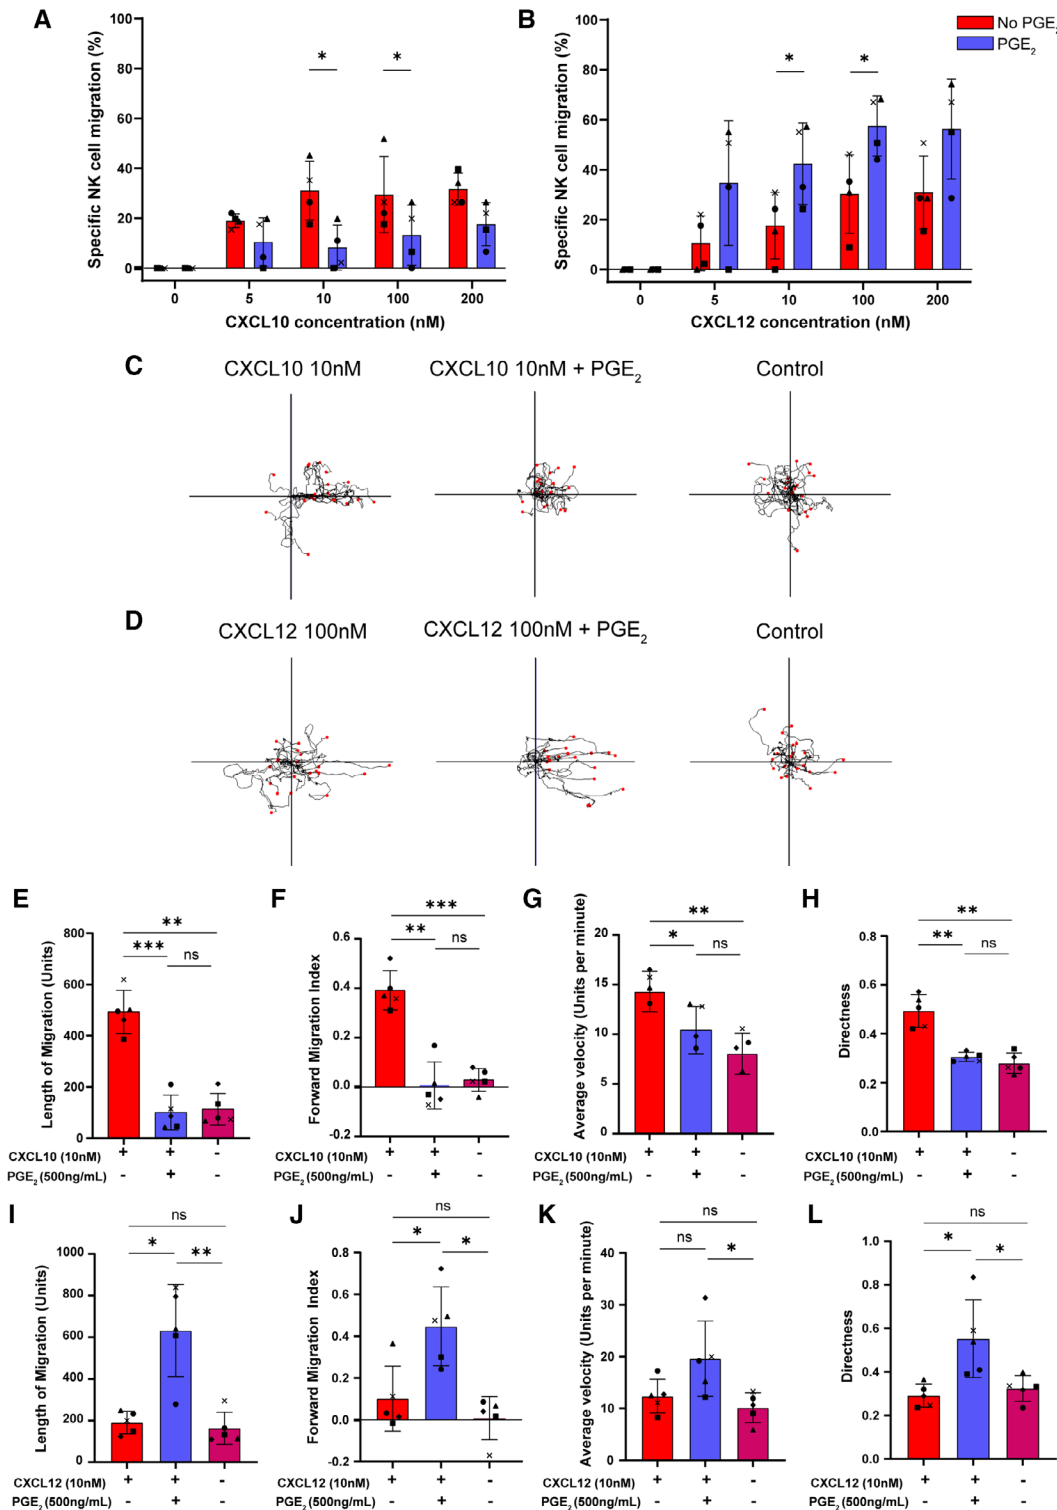 A
B
No PGE2
PGE2
Specific NK cell migration (%)
100
80
60
40
20
0
*
*
0 5 10 100 200
CXCL10 concentration (nM)
Specific NK cell migration (%)
100
80
60
40
20
0
*
*
0 5 10 100 200
CXCL12 concentration (nM)
C
CXCL10 10nM
CXCL10 10nM + PGE2
Control
D
CXCL12 100nM
CXCL12 100nM + PGE2
Control
E
Length of Migration (Units)
800
600
400
200
0
**
***
ns
CXCL10 (10nM) + + -
PGE2 (500ng/mL) - + -
F
Forward Migration Index
0.6
0.4
0.2
0.0
-0.2
***
**
ns
CXCL10 (10nM) + + -
PGE2 (500ng/mL) - + -
G
Average velocity (Units per minute)
20
15
10
5
0
**
*
ns
CXCL10 (10nM) + + -
PGE2 (500ng/mL) - + -
H
Directness
0.8
0.6
0.4
0.2
0.0
**
**
ns
CXCL10 (10nM) + + -
PGE2 (500ng/mL) - + -
I
Length of Migration (Units)
1000
800
600
400
200
0
ns
*
**
CXCL12 (10nM) + + -
PGE2 (500ng/mL) - + -
J
Forward Migration Index
0.8
0.6
0.4
0.2
0.0
-0.2
ns
*
*
CXCL12 (10nM) + + -
PGE2 (500ng/mL) - + -
K
Average velocity (Units per minute)
40
30
20
10
0
ns
ns
*
CXCL12 (10nM) + + -
PGE2 (500ng/mL) - + -
L
Directness
1.0
0.8
0.6
0.4
0.2
0.0
ns
*
*
CXCL12 (10nM) + + -
PGE2 (500ng/mL) - + -